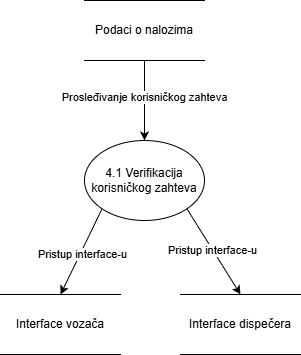 Podaci o nalozima
Prosleđivanje korisničkog zahteva
4.1 Verifikacija
korisničkog zahteva
Pristup interface-u
Pristup interface-u
Interface vozača
Interface dispečera